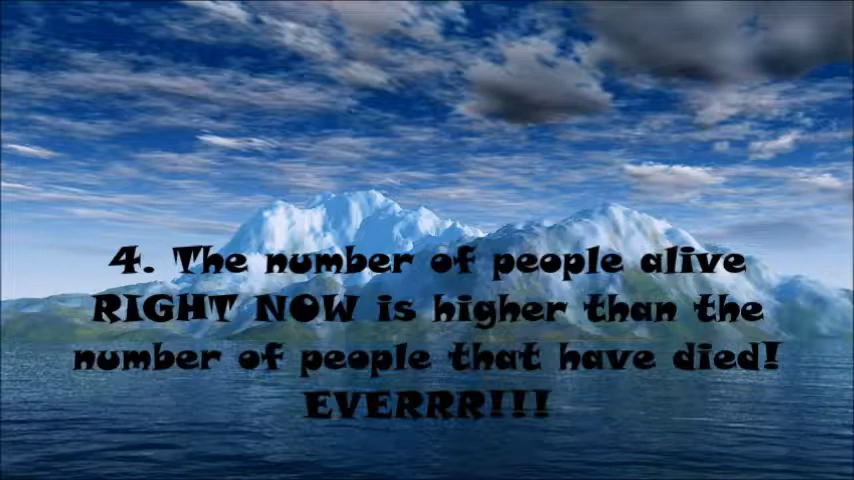 4. The number of people alive
RIGHT NOW is higher than the
number of people that have died!
EVERRR!!!